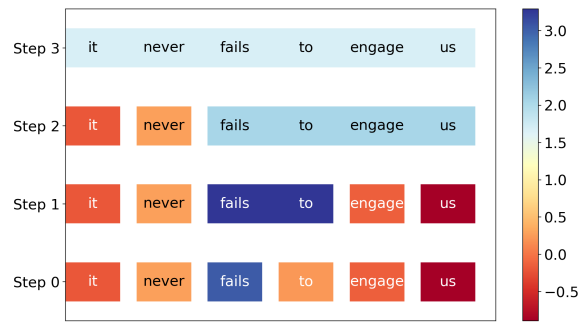 Step 3 it never fails to engage us
Step 2 it never fails to engage us
Step 1 it never fails to engage us
Step 0 it never fails to engage us
3.0
2.5
2.0
1.5
1.0
0.5
0.0
−0.5